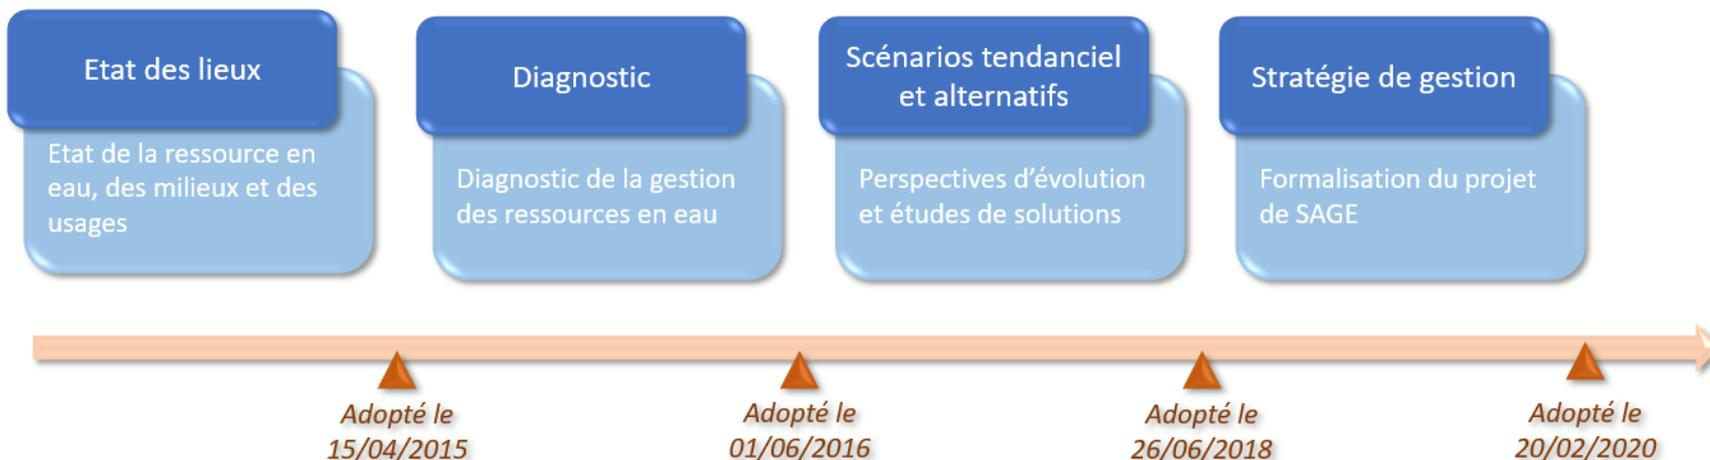 Etat des lieux
Etat de la ressource en
eau, des milieux et des
usages
Diagnostic
Diagnostic de la gestion
des ressources en eau
Scénarios tendanciel
et alternatifs
Perspectives d’évolution
et études de solutions
Stratégie de gestion
Formalisation du projet
de SAGE
Adopté le
15/04/2015
Adopté le
01/06/2016
Adopté le
26/06/2018
Adopté le
20/02/2020